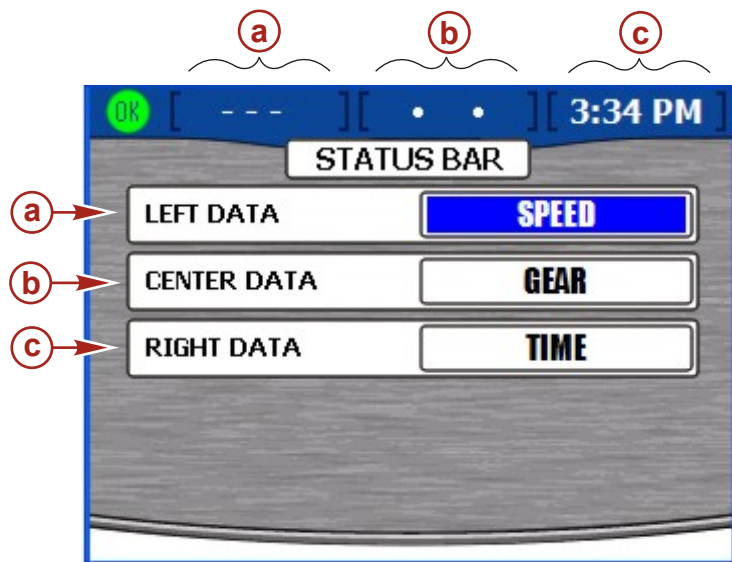 a b c
OK [ - - - ] [ • • ] [ 3:34 PM ]
STATUS BAR
a LEFT DATA SPEED
b CENTER DATA GEAR
c RIGHT DATA TIME